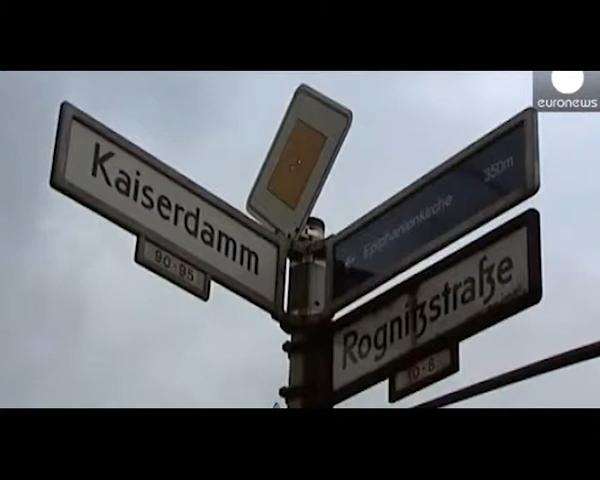 euronews
Kaiserdamm
90-95
Epiphanienkirche 350m
Rognitzstraße
10-8